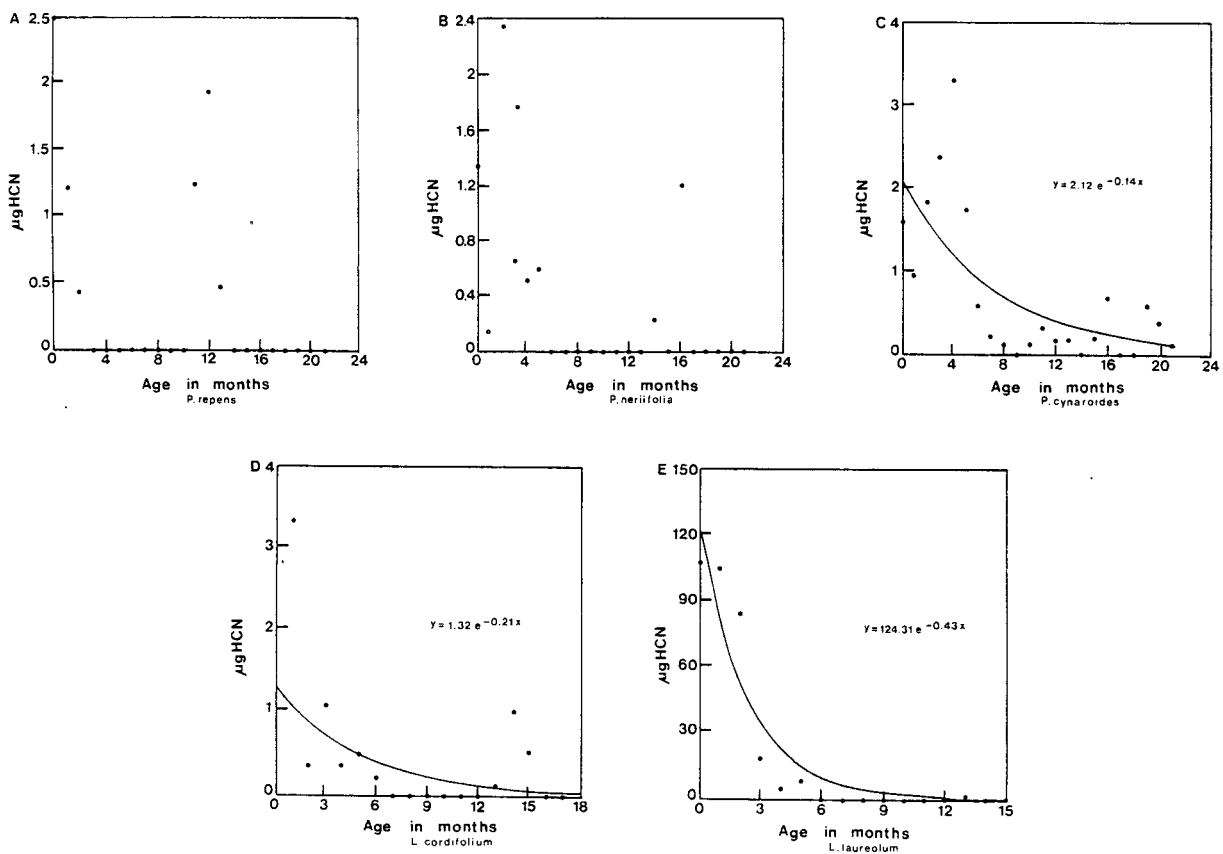 A 2.5
2
1.5
1
0.5
0
µgHCN
4 8 12 16 20 24
Age in months
P. repens
B 2.4
2
1.6
1.2
0.8
0.4
0
µgHCN
0 4 8 12 16 20 24
Age in months
P. neriifolia
C 4
3
2
1
0
µgHCN
y = 2.12 e^-0.14x
0 4 8 12 16 20 24
Age in months
P. cynarordes
D 4
3
2
1
0
µgHCN
y = 1.32 e^-0.21x
0 3 6 9 12 15 18
Age in months
L. cordifolium
E 150
120
90
60
30
0
µgHCN
y = 124.31 e^-0.43x
0 3 6 9 12 15
Age in months
L. laureolum